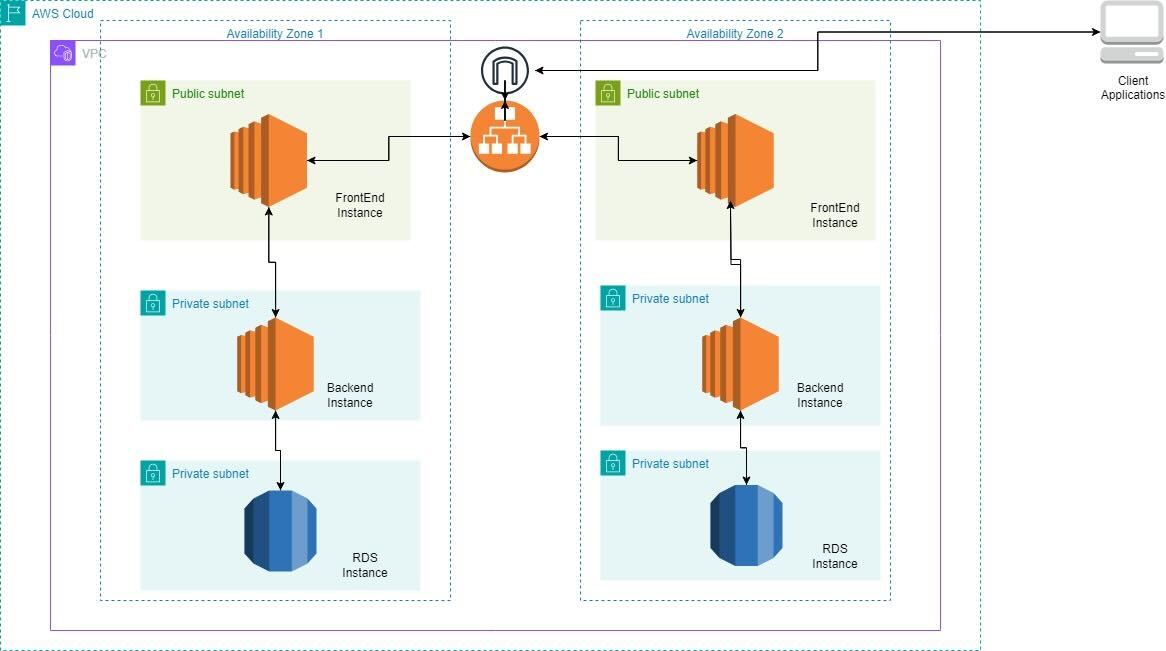 AWS Cloud
Availability Zone 1
Availability Zone 2
VPC
Client
Applications
Public subnet
Public subnet
FrontEnd
Instance
FrontEnd
Instance
Private subnet
Private subnet
Backend
Instance
Backend
Instance
Private subnet
Private subnet
RDS
Instance
RDS
Instance